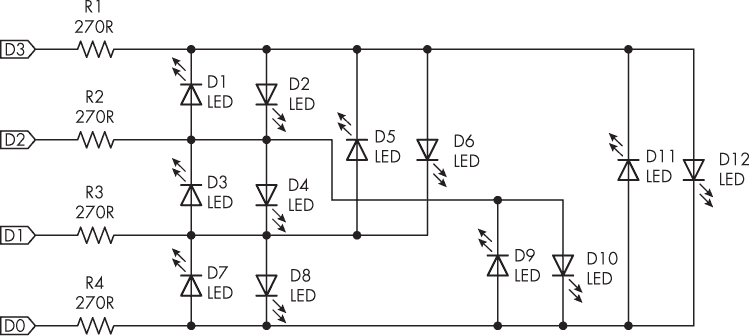 R1
270R
D3
D1
LED
D2
LED
R2
270R
D2
D5
LED
D6
LED
D11
LED
D12
LED
R3
270R
D3
LED
D4
LED
D1
R4
270R
D7
LED
D8
LED
D9
LED
D10
LED
D0